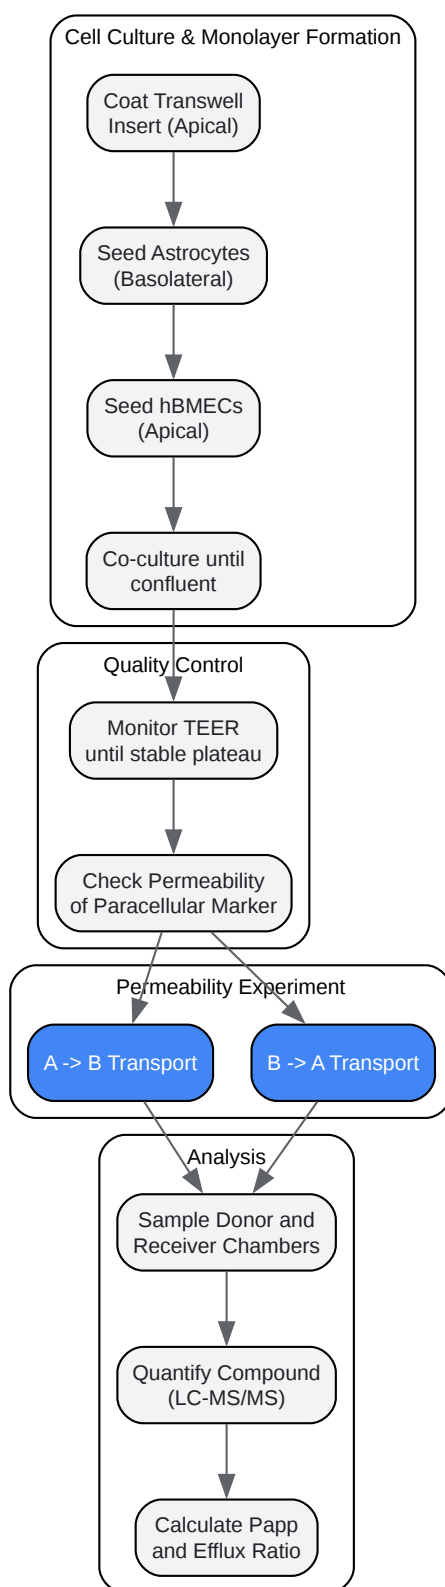 Cell Culture & Monolayer Formation
Coat Transwell
Insert (Apical)
Seed Astrocytes
(Basolateral)
Seed hBMECs
(Apical)
Co-culture until
confluent
Quality Control
Monitor TEER
until stable plateau
Check Permeability
of Paracellular Marker
Permeability Experiment
A -> B Transport
B -> A Transport
Analysis
Sample Donor and
Receiver Chambers
Quantify Compound
(LC-MS/MS)
Calculate Papp
and Efflux Ratio